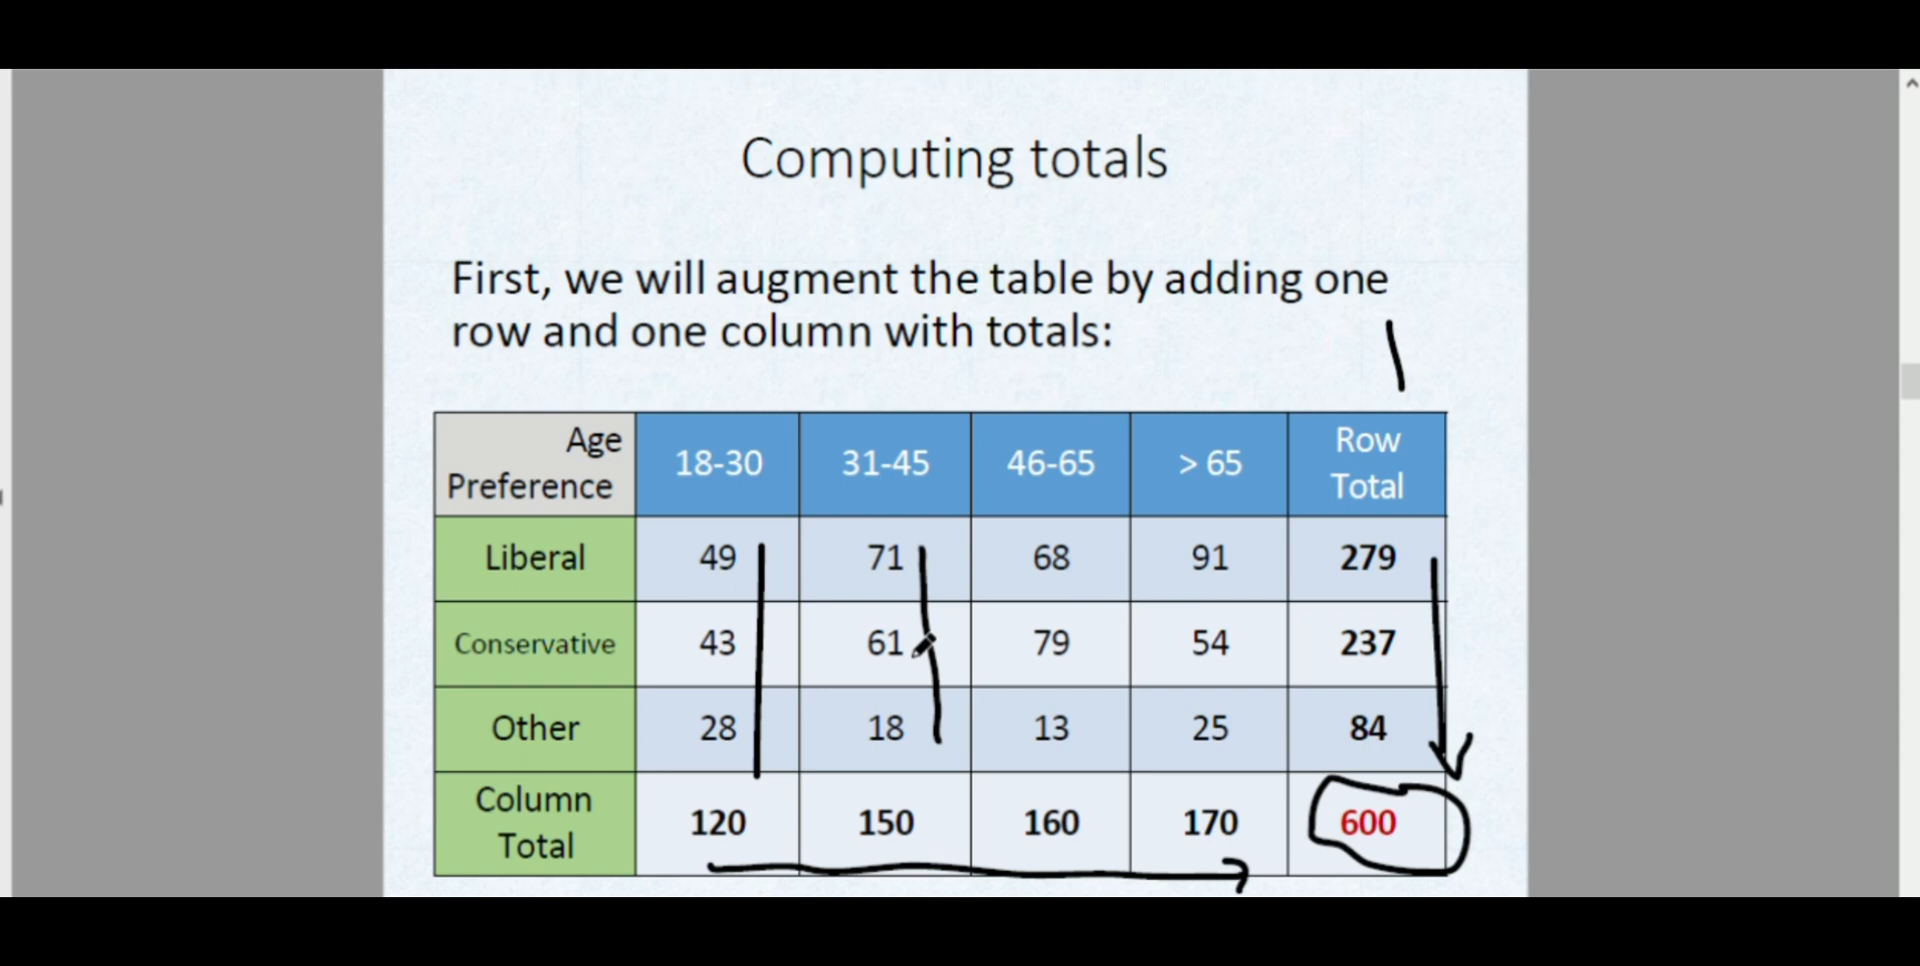 Computing totals
First, we will augment the table by adding one
row and one column with totals:
Age Preference 18-30 31-45 46-65 > 65 Row Total
Liberal 49 71 68 91 279
Conservative 43 61 79 54 237
Other 28 18 13 25 84
Column Total 120 150 160 170 600